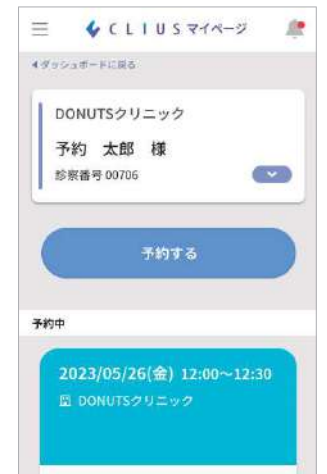 CLIUSマイページ
ダッシュボードに戻る
DONUTSクリニック
予約 太郎 様
診察番号 00706
予約する
予約中
2023/05/26(金) 12:00～12:30
DONUTSクリニック